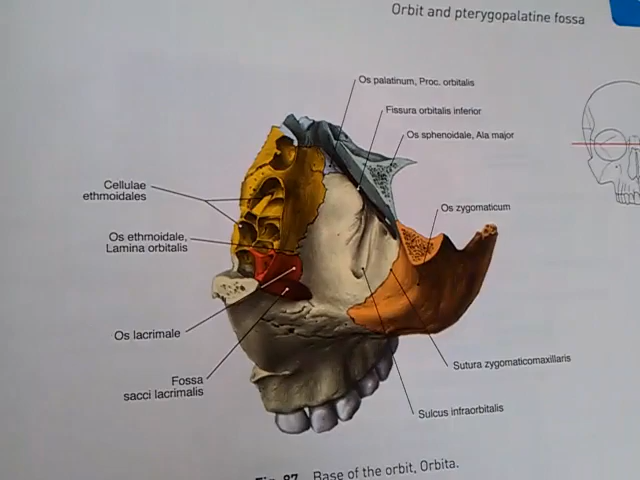 Orbit and pterygopalatine fossa
Os palatinum, Proc. orbitalis
Fissura orbitalis inferior
Os sphenoidale, Ala major
Cellulae
ethmoidales
Os zygomaticum
Os ethmoidale,
Lamina orbitalis
Os lacrimale
Fossa
sacci lacrimalis
Sutura zygomaticomaxillaris
Sulcus infraorbitalis
Base of the orbit, Orbita.